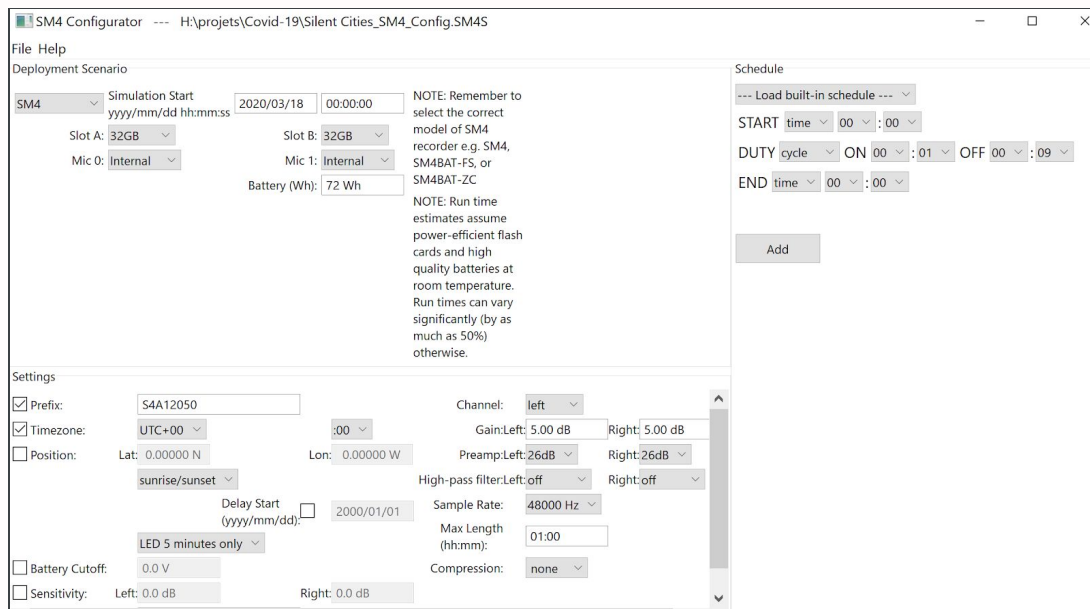 SM4 Configurator --- H:\projets\Covid-19\Silent Cities_SM4_Config.SM4S
File Help
Deployment Scenario
SM4
Simulation Start
yyyy/mm/dd hh:mm:ss
2020/03/18 00:00:00
Slot A: 32GB Slot B: 32GB
Mic 0: Internal Mic 1: Internal
Battery (Wh): 72 Wh
NOTE: Remember to
select the correct
model of SM4
recorder e.g. SM4,
SM4BAT-FS, or
SM4BAT-ZC
NOTE: Run time
estimates assume
power-efficient flash
cards and high
quality batteries at
room temperature.
Run times can vary
significantly (by as
much as 50%)
otherwise.
Schedule
--- Load built-in schedule ---
START time 00 : 00
DUTY cycle ON 00 : 01 OFF 00 : 09
END time 00 : 00
Add
Settings
Prefix: S4A12050
Timezone: UTC+00 :00
Position: Lat: 0.00000 N Lon: 0.00000 W
sunrise/sunset
Delay Start
(yyyy/mm/dd): 2000/01/01
LED 5 minutes only
Battery Cutoff: 0.0 V
Sensitivity: Left: 0.0 dB Right: 0.0 dB
Channel: left
Gain:Left: 5.00 dB Right: 5.00 dB
Preamp:Left: 26dB Right: 26dB
High-pass filter:Left: off Right: off
Sample Rate: 48000 Hz
Max Length
(hh:mm): 01:00
Compression: none